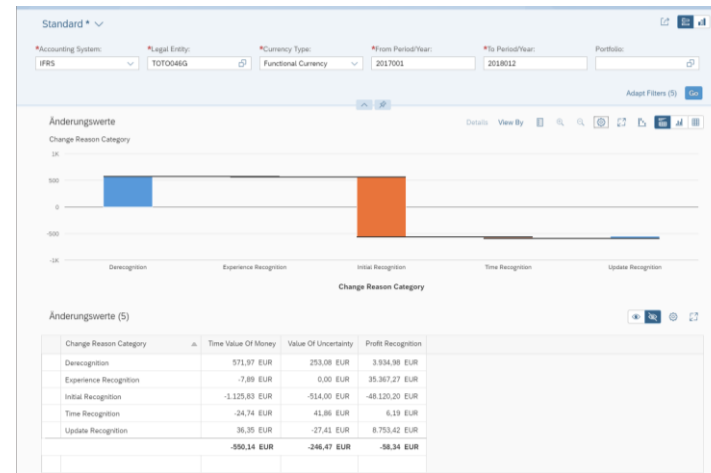 Standard *
*Accounting System: *Legal Entity: *Currency Type: *From Period/Year: *To Period/Year: Portfolio:
IFRS TOTO046G Functional Currency 2017001 2018012
Adapt Filters (5) Go
Änderungswerte Details View By
Change Reason Category
1K
500
0
-500
-1K
Derecognition Experience Recognition Initial Recognition Time Recognition Update Recognition
Change Reason Category
Änderungswerte (5)
Change Reason Category Time Value Of Money Value Of Uncertainty Profit Recognition
Derecognition 571,97 EUR 253,08 EUR 3.934,98 EUR
Experience Recognition -7,89 EUR 0,00 EUR 35.367,27 EUR
Initial Recognition -1.125,83 EUR -514,00 EUR -48.120,20 EUR
Time Recognition -24,74 EUR 41,86 EUR 6,19 EUR
Update Recognition 36,35 EUR -27,41 EUR 8.753,42 EUR
-550,14 EUR -246,47 EUR -58,34 EUR